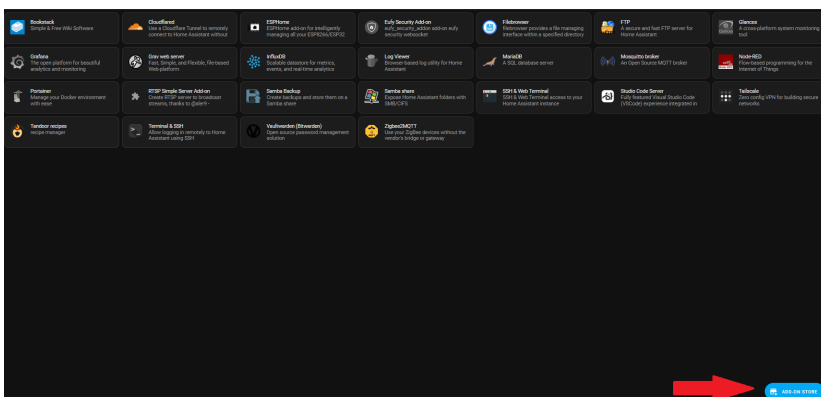 Bookstack
Simple & Free Wiki Software
Cloudflared
Use a Cloudflare Tunnel to remotely
connect to Home Assistant without
ESPHome
ESPHome add-on for intelligently
managing all your ESP8266/ESP32
Eufy Security Add-on
eufy_security_addon addon eufy
security websocket
Filebrowser
Filebrowser provides a file managing
interface within a specified directory
FTP
A secure and fast FTP server for
Home Assistant
Glances
A cross-platform system monitoring
tool
Grafana
The open platform for beautiful
analytics and monitoring
Grav web server
Fast, Simple, and Flexible, file-based
Web-platform
InfluxDB
Scalable datastore for metrics,
events, and real-time analytics
Log Viewer
Browser-based log utility for Home
Assistant
MariaDB
A SQL database server
Mosquitto broker
An Open Source MQTT broker
Node-RED
Flow-based programming for the
Internet of Things
Portainer
Manage your Docker environment
with ease
RTSP Simple Server Add-on
Create RTSP server to broadcast
streams, thanks to @aler9 -
Samba Backup
Create backups and store them on a
Samba share
Samba share
Expose Home Assistant folders with
SMB/CIFS
SSH & Web Terminal
SSH & Web Terminal access to your
Home Assistant instance
Studio Code Server
Fully featured Visual Studio Code
(VSCode) experience integrated in
Tailscale
Zero config VPN for building secure
networks
Tandoor recipes
recipe manager
Terminal & SSH
Allow logging in remotely to Home
Assistant using SSH
Vaultwarden (Bitwarden)
Open source password management
solution
Zigbee2MQTT
Use your ZigBee devices without the
vendor's bridge or gateway
ADD-ON STORE